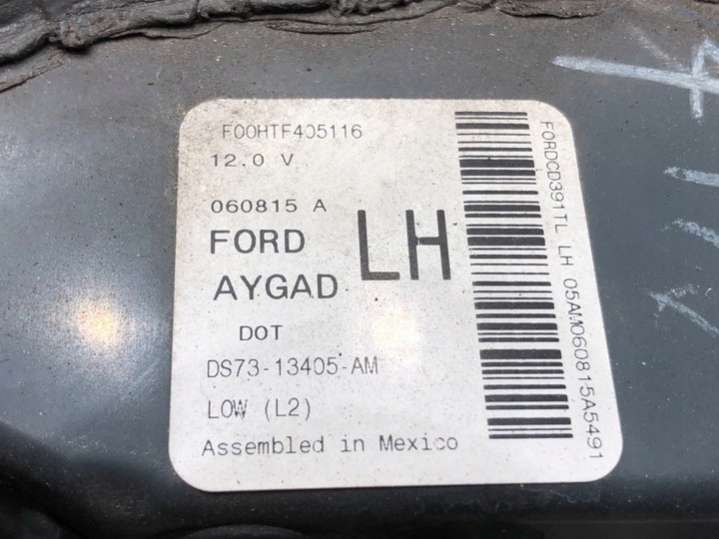 F00HTF405116
12.0 V
060815 A
FORD
LH
AYGAD
DOT
DS73-13405-AM
LOW (L2)
Assembled in Mexico
FORDCD391TL LH 05AM060815A5491